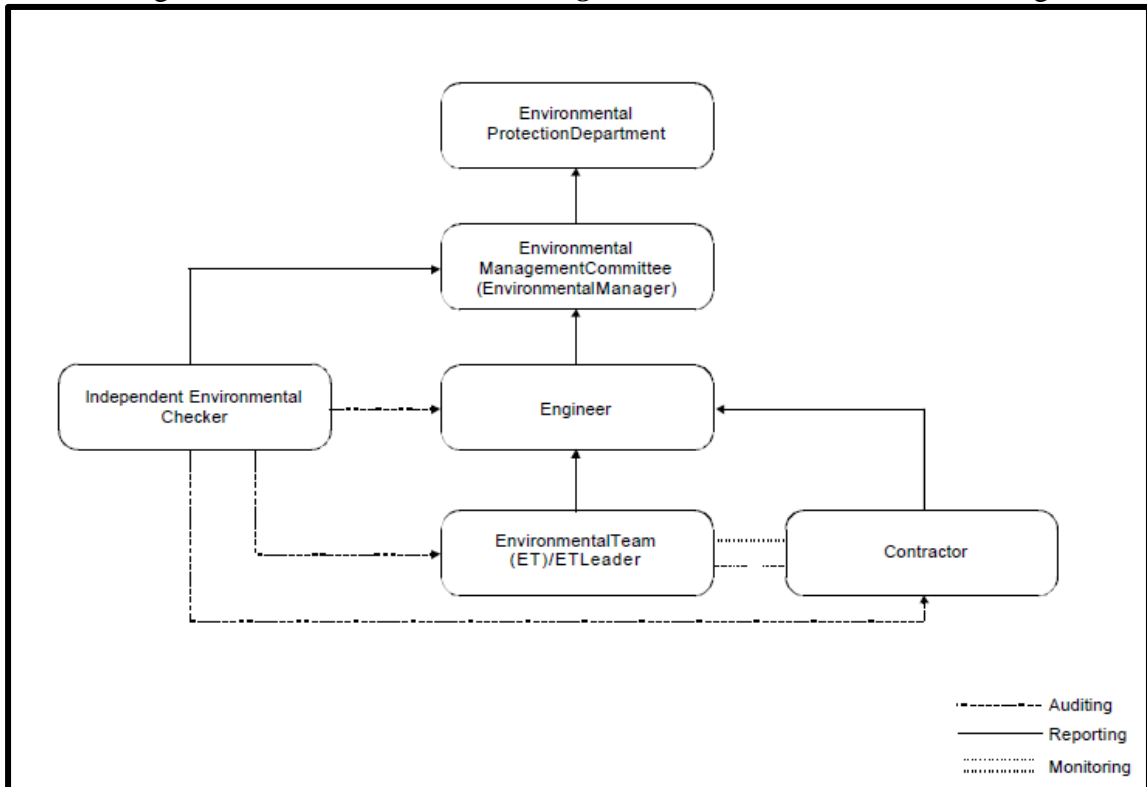 Environmental
ProtectionDepartment
Environmental
ManagementCommittee
(EnvironmentalManager)
Independent Environmental
Checker
Engineer
EnvironmentalTeam
(ET)/ETLeader
Contractor
Auditing
Reporting
Monitoring